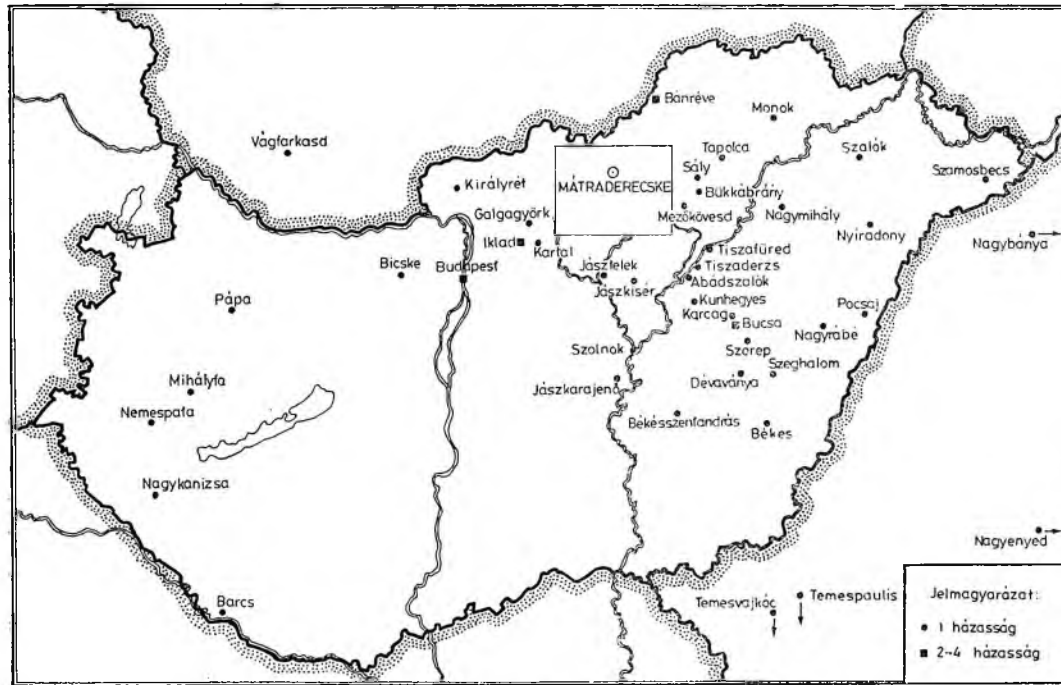 Bánréve
Monok
Vágfarkasd
Tapolca
Szalók
Sály
Szamosbecs
Királyrét
MÁTRADERECSKE
Bükkábrány
Mezőkövesd
Nagymihály
Galgagyörk
Nyíradony
Nagybánya
Iklad
Kartal
Tiszafüred
Bicske
Budapest
Jásztelek
Tiszaderzs
Jászkisér
Abádszalók
Pápa
Kunhegyes
Pocsaj
Karcag
Bucsa
Nagyrábé
Szolnok
Szerep
Mihályfa
Jászkarajenő
Dévaványa
Szeghalom
Nemespáta
Békésszentandrás
Békes
Nagykanizsa
Nagyenyed
Barcs
Temesvajkóc
Temespaulis
Jelmagyarázat:
1 házasság
2-4 házasság